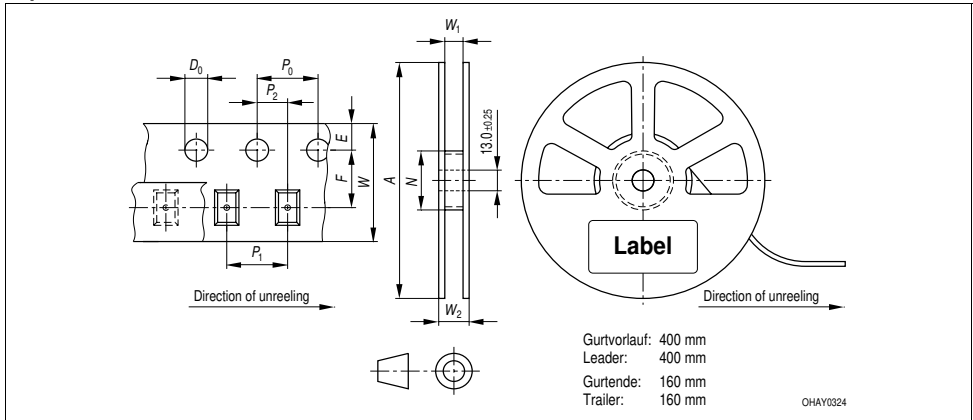 W1
D0
P0
P2
E
F
W
A
N
13.0 ±0.25
P1
W2
Label
Direction of unreeling
Direction of unreeling
Gurtvorlauf: 400 mm
Leader: 400 mm
Gurtende: 160 mm
Trailer: 160 mm
OHAY0324